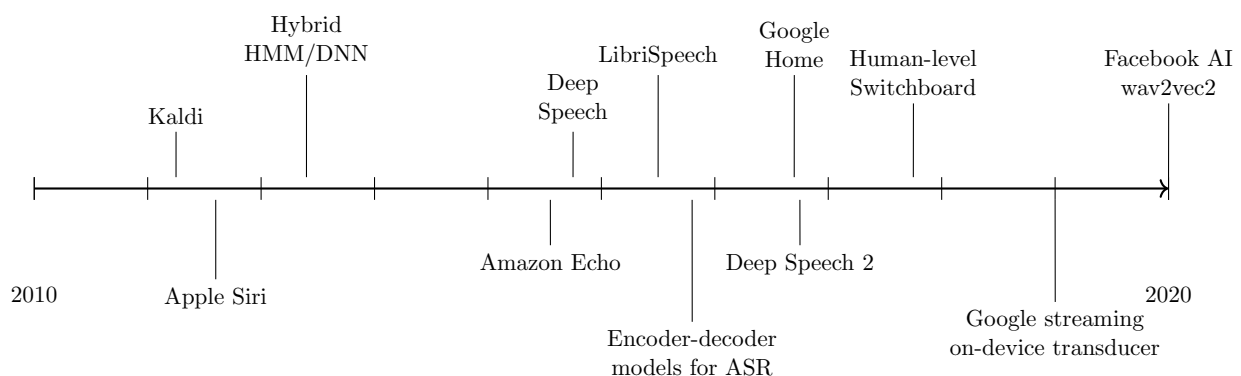 Kaldi
Hybrid
HMM/DNN
Deep
Speech
LibriSpeech
Google
Home
Human-level
Switchboard
Facebook AI
wav2vec2
2010
Apple Siri
Amazon Echo
Encoder-decoder
models for ASR
Deep Speech 2
Google streaming
on-device transducer
2020